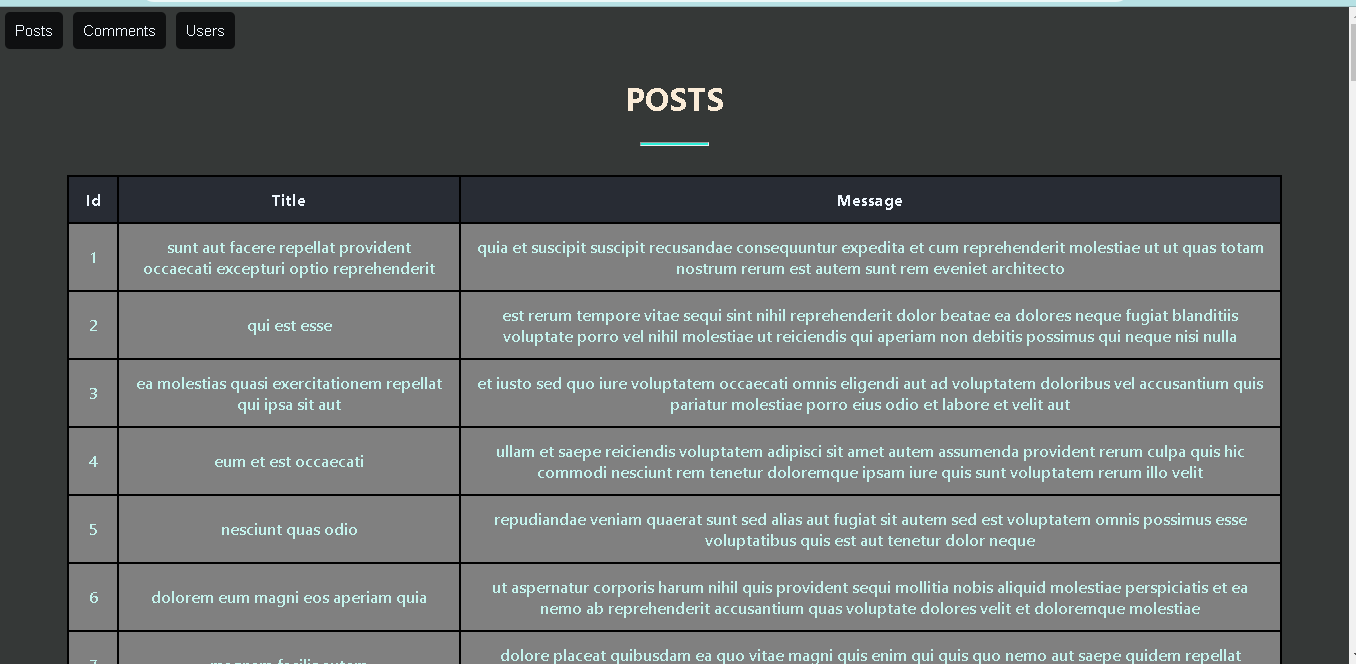 Posts Comments Users
POSTS
Id Title Message
1 sunt aut facere repellat provident
occaecati excepturi optio reprehenderit
quia et suscipit suscipit recusandae consequuntur expedita et cum reprehenderit molestiae ut ut quas totam
nostrum rerum est autem sunt rem eveniet architecto
2 qui est esse
est rerum tempore vitae sequi sint nihil reprehenderit dolor beatae ea dolores neque fugiat blanditiis
voluptate porro vel nihil molestiae ut reiciendis qui aperiam non debitis possimus qui neque nisi nulla
3 ea molestias quasi exercitationem repellat
qui ipsa sit aut
et iusto sed quo iure voluptatem occaecati omnis eligendi aut ad voluptatem doloribus vel accusantium quis
pariatur molestiae porro eius odio et labore et velit aut
4 eum et est occaecati
ullam et saepe reiciendis voluptatem adipisci sit amet autem assumenda provident rerum culpa quis hic
commodi nesciunt rem tenetur doloremque ipsam iure quis sunt voluptatem rerum illo velit
5 nesciunt quas odio
repudiandae veniam quaerat sunt sed alias aut fugiat sit autem sed est voluptatem omnis possimus esse
voluptatibus quis est aut tenetur dolor neque
6 dolorem eum magni eos aperiam quia
ut aspernatur corporis harum nihil quis provident sequi mollitia nobis aliquid molestiae perspiciatis et ea
nemo ab reprehenderit accusantium quas voluptate dolores velit et doloremque molestiae
7 magnam facilis autem
dolore placeat quibusdam ea quo vitae magni quis enim qui quis quo nemo aut saepe quidem repellat